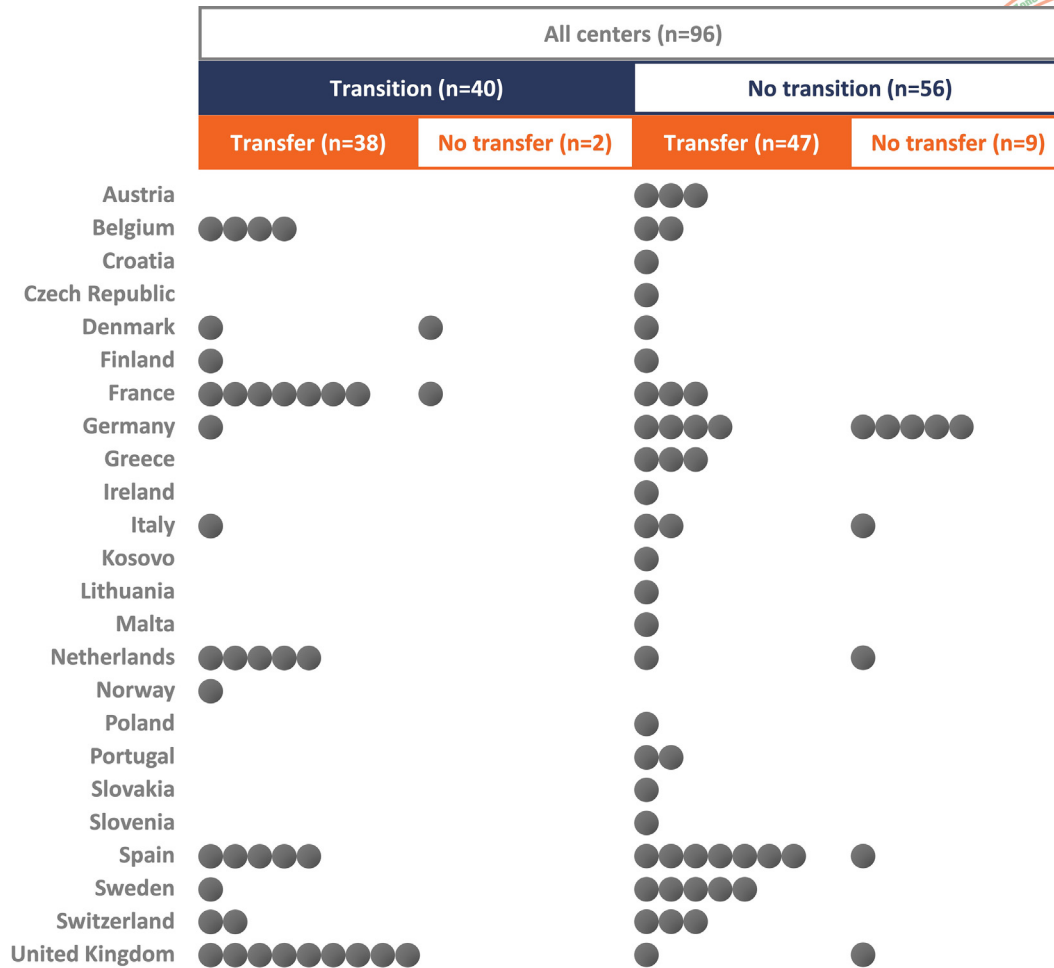 All centers (n=96)
Transition (n=40) No transition (n=56)
Transfer (n=38) No transfer (n=2) Transfer (n=47) No transfer (n=9)
Austria
Belgium
Croatia
Czech Republic
Denmark
Finland
France
Germany
Greece
Ireland
Italy
Kosovo
Lithuania
Malta
Netherlands
Norway
Poland
Portugal
Slovakia
Slovenia
Spain
Sweden
Switzerland
United Kingdom